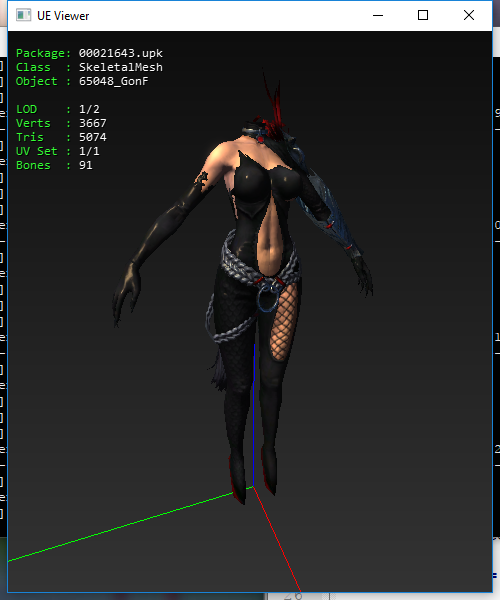 UE Viewer
Package: 00021643.upk
Class : SkeletalMesh
Object : 65048_GonF
LOD : 1/2
Verts : 3667
Tris : 5074
UV Set : 1/1
Bones : 91